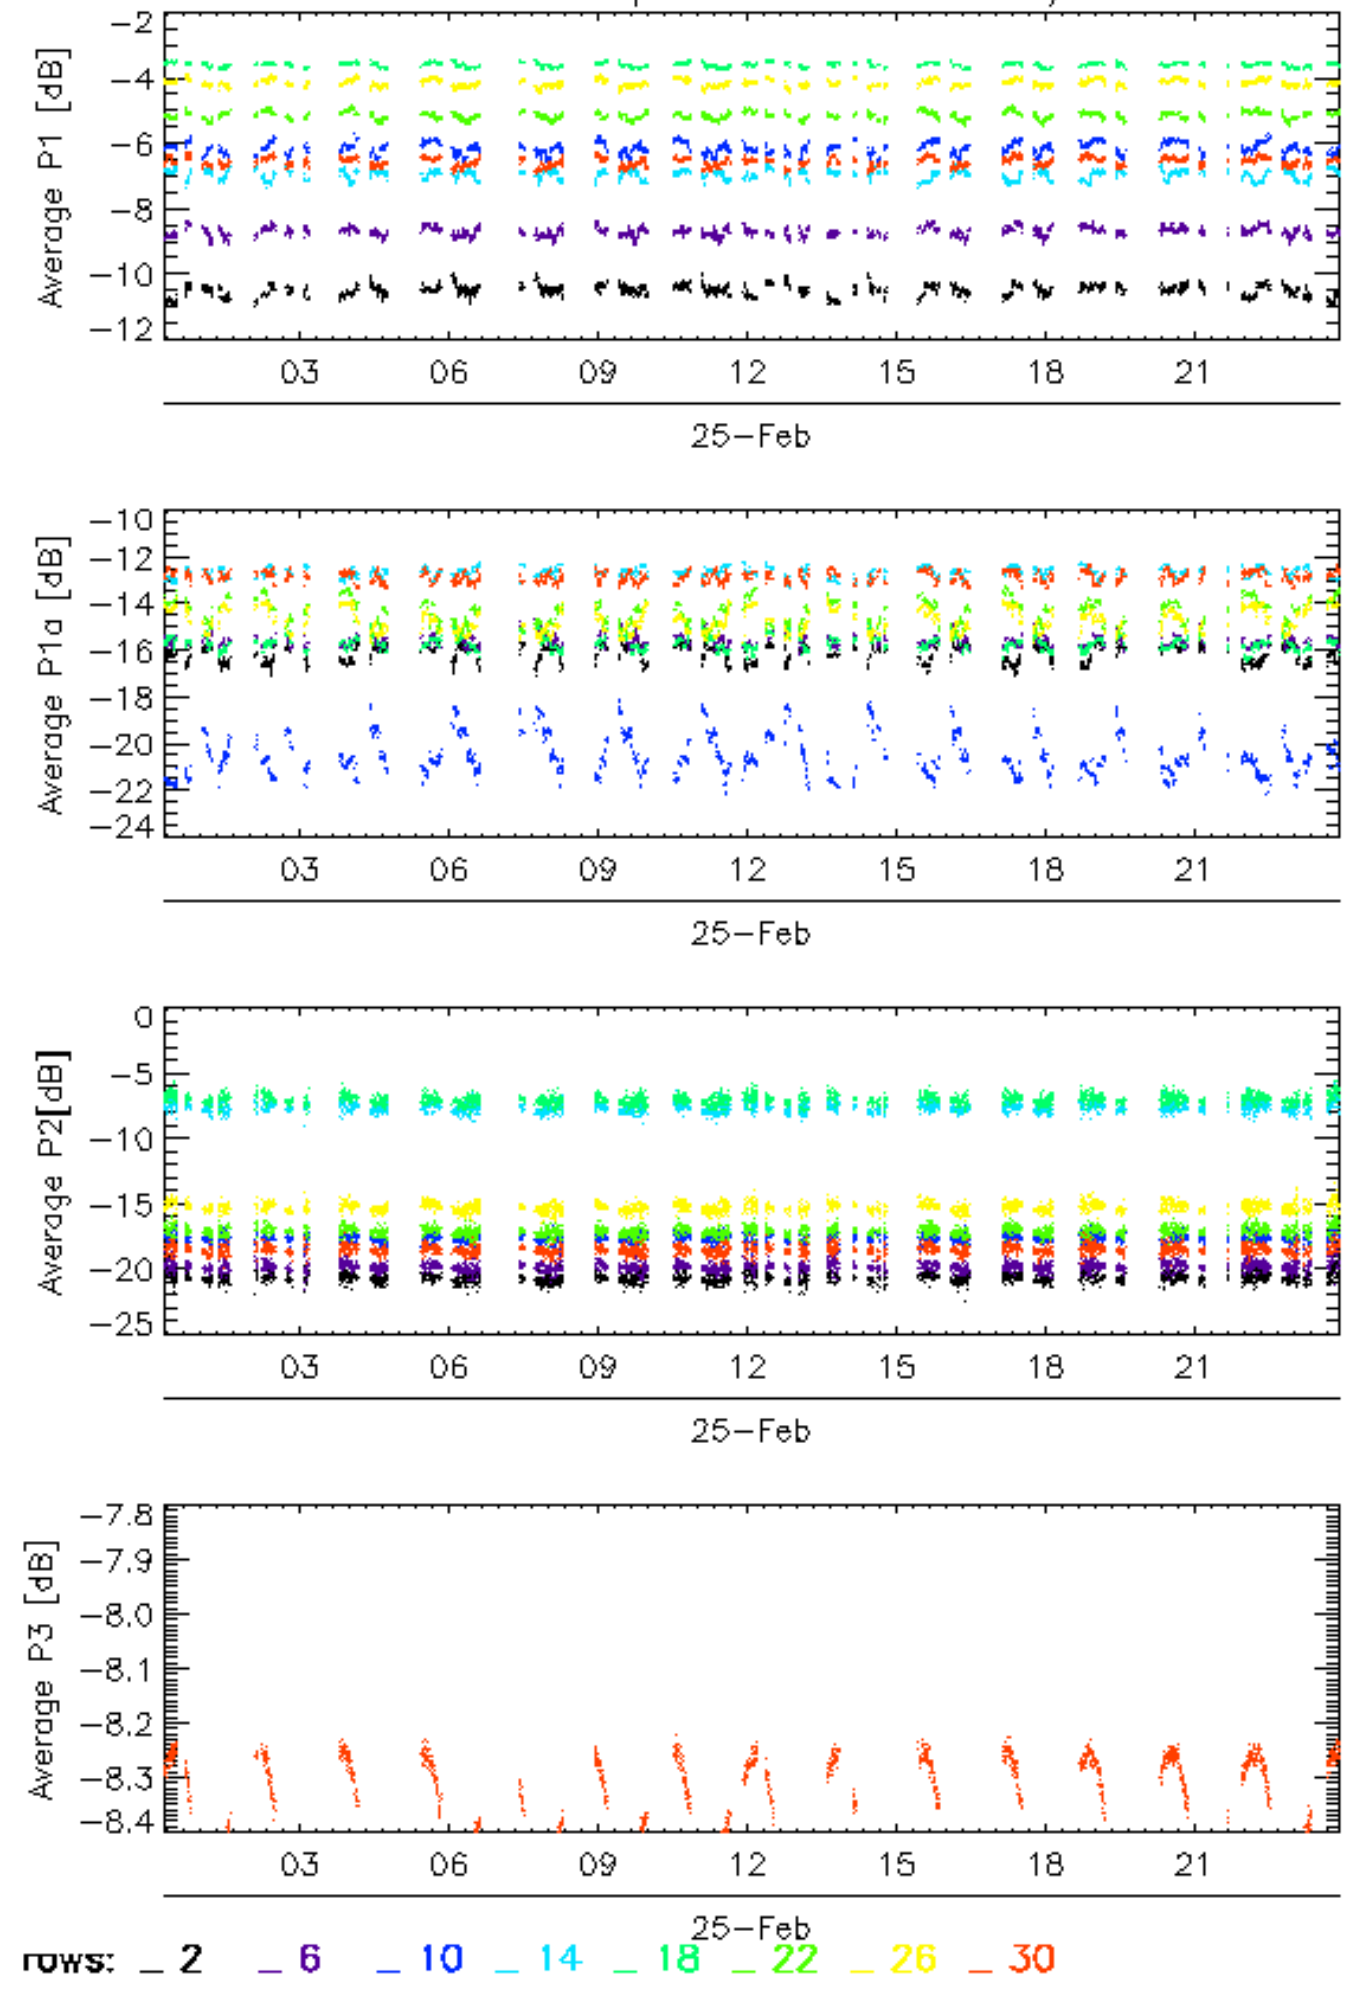 -2
-4
-6
-8
-10
-12
Average P1 [dB]
03 06 09 12 15 18 21
25-Feb
-10
-12
-14
-16
-18
-20
-22
-24
Average P1a [dB]
03 06 09 12 15 18 21
25-Feb
0
-5
-10
-15
-20
-25
Average P2[dB]
03 06 09 12 15 18 21
25-Feb
-7.8
-7.9
-8.0
-8.1
-8.2
-8.3
-8.4
Average P3 [dB]
03 06 09 12 15 18 21
25-Feb
rows: _ 2 _ 6 _ 10 _ 14 _ 18 _ 22 _ 26 _ 30